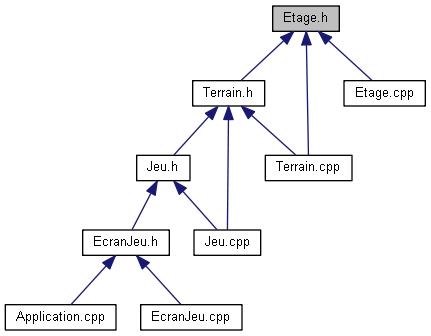 Etage.h
Terrain.h
Etage.cpp
Jeu.h
Terrain.cpp
EcranJeu.h
Jeu.cpp
Application.cpp
EcranJeu.cpp